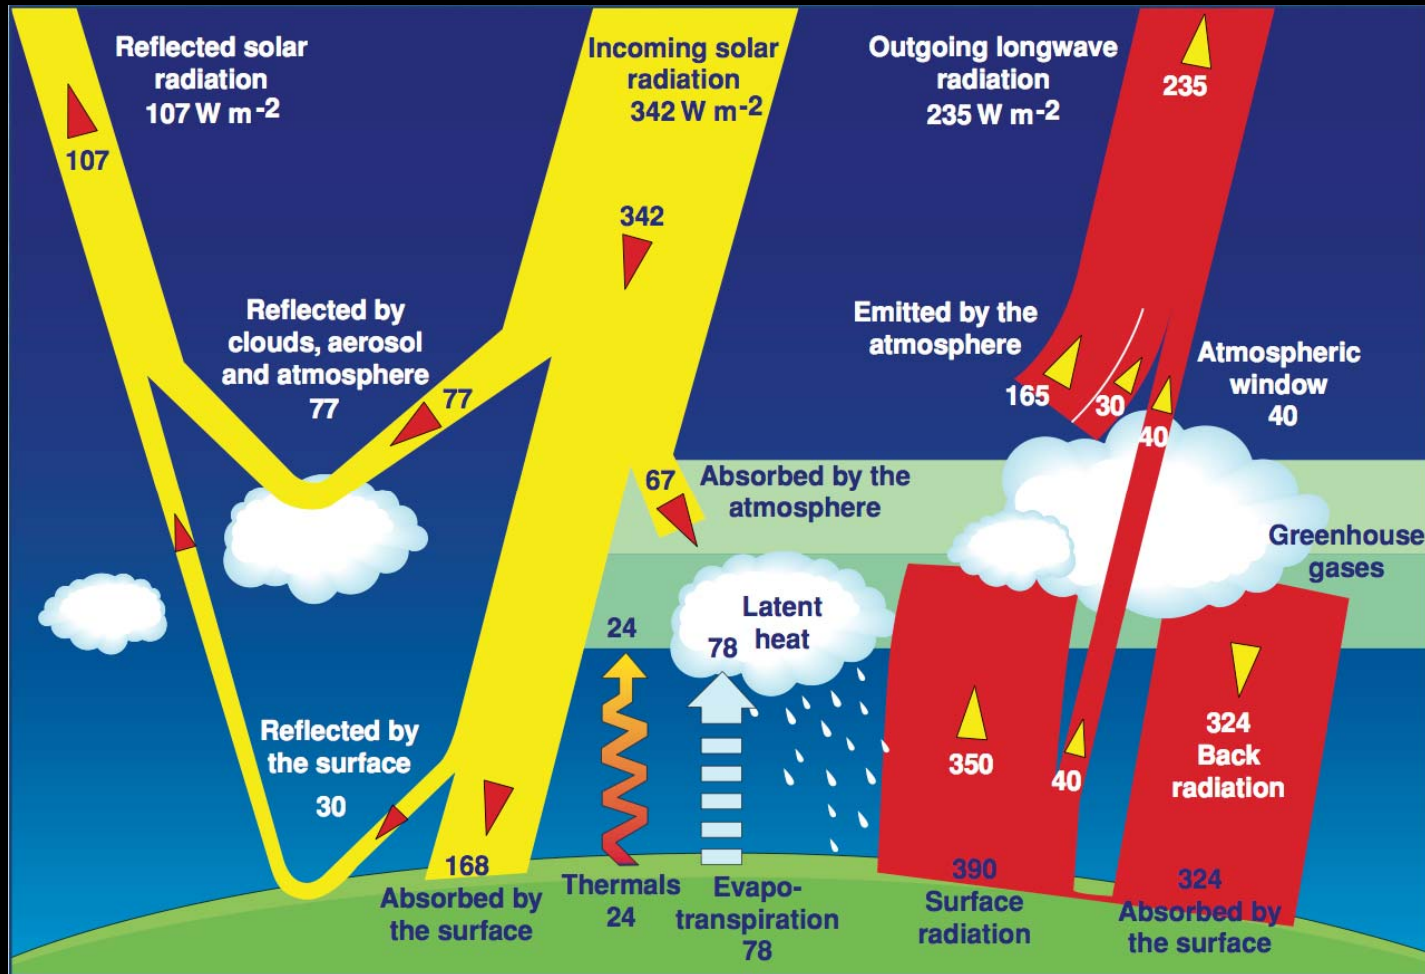 Reflected solar
radiation
107 W m-2
107
Incoming solar
radiation
342 W m-2
342
Outgoing longwave
radiation
235 W m-2
235
Reflected by
clouds, aerosol
and atmosphere
77
77
Emitted by the
atmosphere
165
30
40
Atmospheric
window
40
67
Absorbed by the
atmosphere
Greenhouse
gases
Latent
heat
24
78
Reflected by
the surface
30
350
40
324
Back
radiation
168
Absorbed by
the surface
Thermals
24
Evapo-
transpiration
78
390
Surface
radiation
324
Absorbed by
the surface